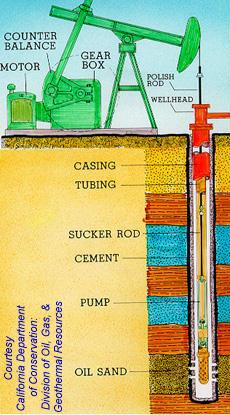 COUNTER
BALANCE
MOTOR
GEAR
BOX
POLISH
ROD
WELLHEAD
CASING
TUBING
SUCKER ROD
CEMENT
PUMP
OIL SAND
Courtesy
California Department
of Conservation:
Division of Oil, Gas, &
Geothermal Resources